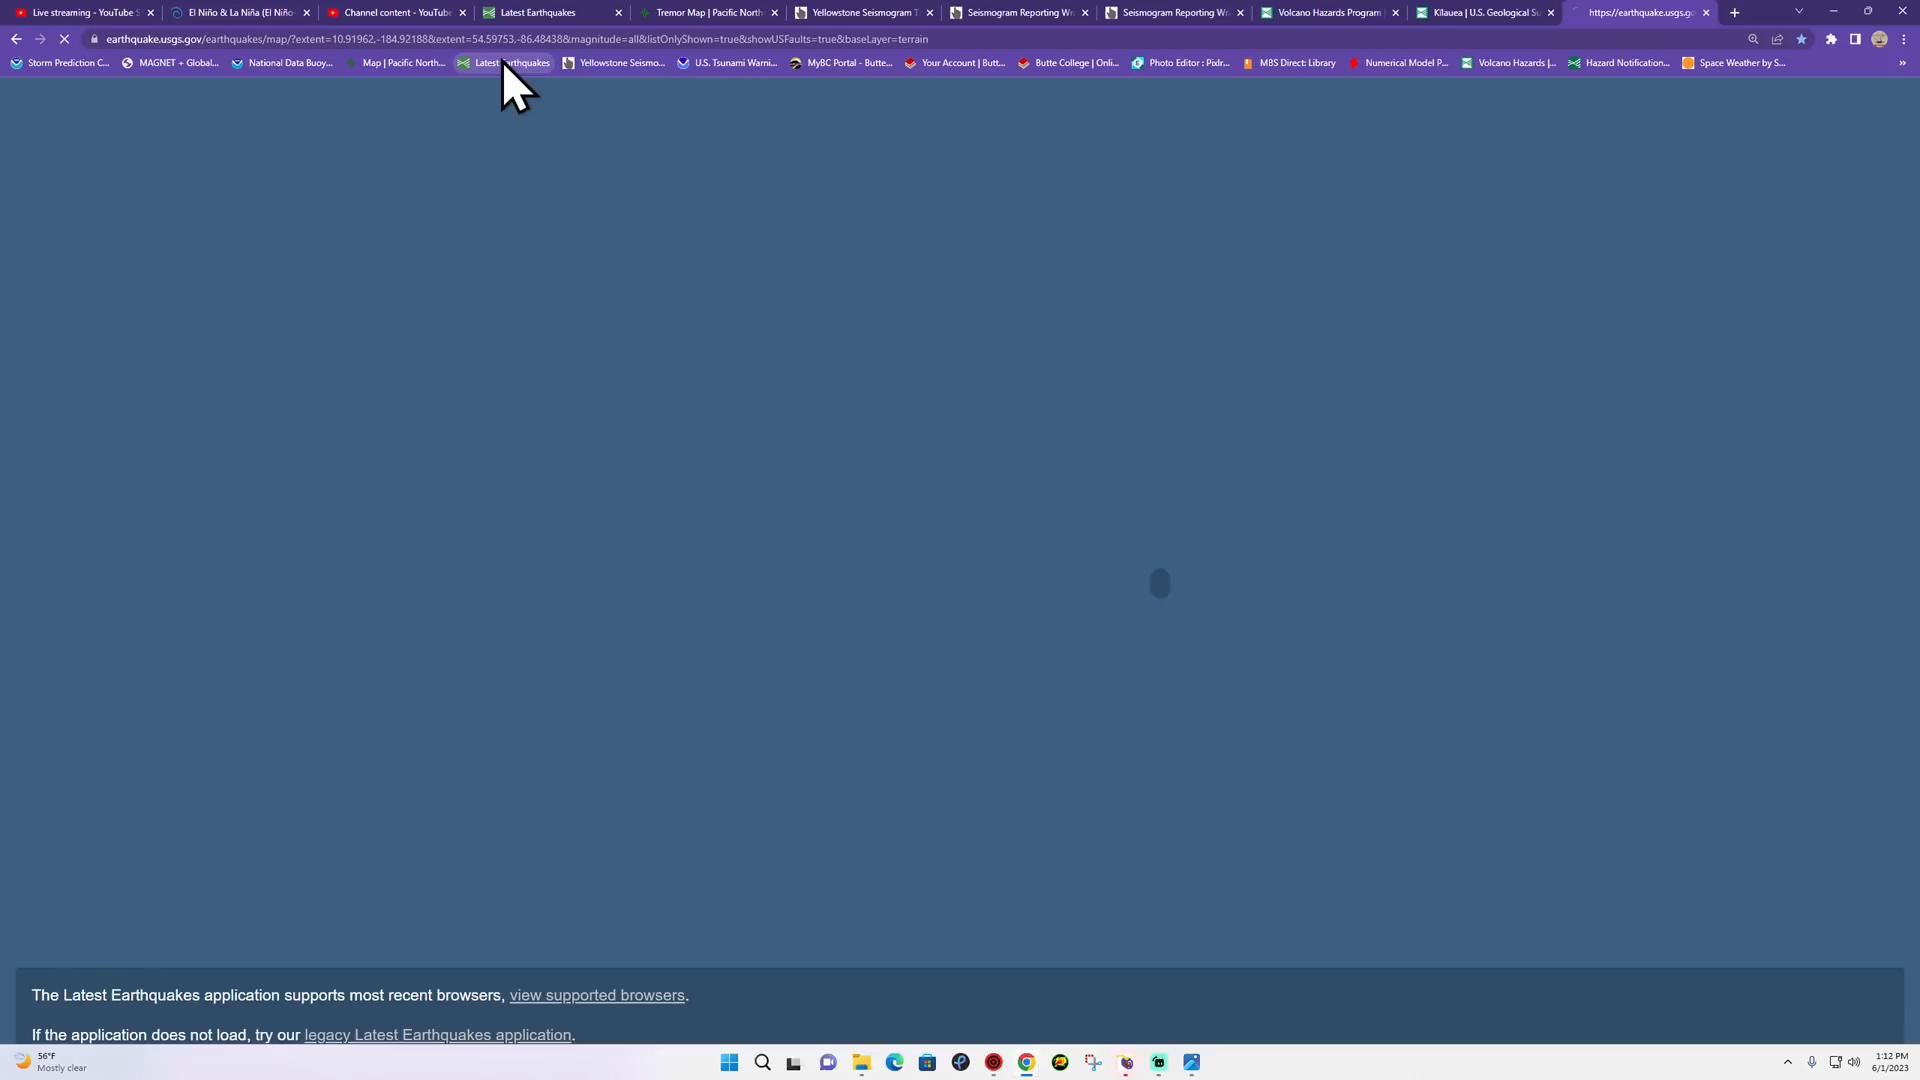 Live streaming - YouTube S
El Niño & La Niña (El Niño-
Channel content - YouTube
Latest Earthquakes
Tremor Map | Pacific North
Yellowstone Seismogram T
Seismogram Reporting Wr
Seismogram Reporting Wr
Volcano Hazards Program |
Kīlauea | U.S. Geological Su
https://earthquake.usgs.go
earthquake.usgs.gov/earthquakes/map/?extent=10.91962,-184.92188&extent=54.59753,-86.48438&magnitude=all&listOnlyShown=true&showUSFaults=true&baseLayer=terrain
Storm Prediction C...
MAGNET + Global...
National Data Buoy...
Map | Pacific North...
Latest Earthquakes
Yellowstone Seismo...
U.S. Tsunami Warni...
MyBC Portal - Butte...
Your Account | Butt...
Butte College | Onli...
Photo Editor : Pixlr...
MBS Direct: Library
Numerical Model P...
Volcano Hazards |...
Hazard Notification...
Space Weather by S...
»
The Latest Earthquakes application supports most recent browsers, view supported browsers.
If the application does not load, try our legacy Latest Earthquakes application.
56°F
Mostly clear
1:12 PM
6/1/2023